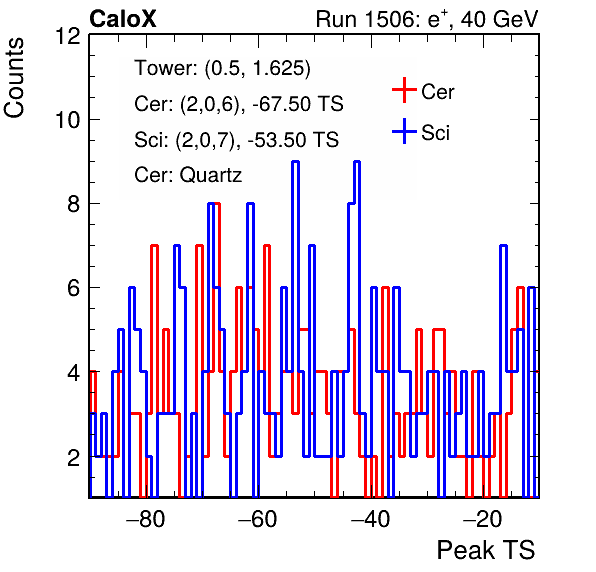 CaloX Run 1506: e⁺, 40 GeV
Counts
Tower: (0.5, 1.625)
Cer: (2,0,6), -67.50 TS
Sci: (2,0,7), -53.50 TS
Cer: Quartz
Cer
Sci
12
10
8
6
4
2
−80 −60 −40 −20
Peak TS